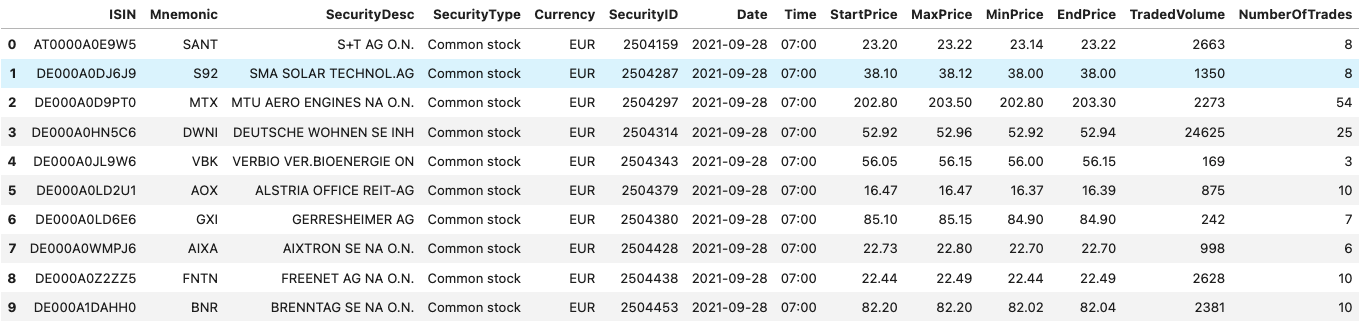 ISIN Mnemonic SecurityDesc SecurityType Currency SecurityID Date Time StartPrice MaxPrice MinPrice EndPrice TradedVolume NumberOfTrades
0 AT0000A0E9W5 SANT S+T AG O.N. Common stock EUR 2504159 2021-09-28 07:00 23.20 23.22 23.14 23.22 2663 8
1 DE000A0DJ6J9 S92 SMA SOLAR TECHNOL.AG Common stock EUR 2504287 2021-09-28 07:00 38.10 38.12 38.00 38.00 1350 8
2 DE000A0D9PT0 MTX MTU AERO ENGINES NA O.N. Common stock EUR 2504297 2021-09-28 07:00 202.80 203.50 202.80 203.30 2273 54
3 DE000A0HN5C6 DWNI DEUTSCHE WOHNEN SE INH Common stock EUR 2504314 2021-09-28 07:00 52.92 52.96 52.92 52.94 24625 25
4 DE000A0JL9W6 VBK VERBIO VER.BIOENERGIE ON Common stock EUR 2504343 2021-09-28 07:00 56.05 56.15 56.00 56.15 169 3
5 DE000A0LD2U1 AOX ALSTRIA OFFICE REIT-AG Common stock EUR 2504379 2021-09-28 07:00 16.47 16.47 16.37 16.39 875 10
6 DE000A0LD6E6 GXI GERRESHEIMER AG Common stock EUR 2504380 2021-09-28 07:00 85.10 85.15 84.90 84.90 242 7
7 DE000A0WMPJ6 AIXA AIXTRON SE NA O.N. Common stock EUR 2504428 2021-09-28 07:00 22.73 22.80 22.70 22.70 998 6
8 DE000A0Z2ZZ5 FNTN FREENET AG NA O.N. Common stock EUR 2504438 2021-09-28 07:00 22.44 22.49 22.44 22.49 2628 10
9 DE000A1DAHH0 BNR BRENNTAG SE NA O.N. Common stock EUR 2504453 2021-09-28 07:00 82.20 82.20 82.02 82.04 2381 10